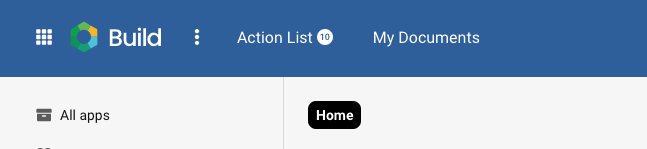 Build
Action List 10
My Documents
All apps
Home